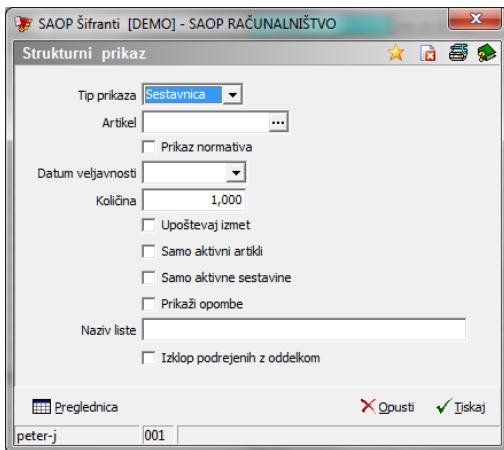 SAOP Šifranti [DEMO] - SAOP RAČUNALNIŠTVO
Strukturni prikaz
Tip prikaza Sestavnica
Artikel ...
Prikaz normativa
Datum veljavnosti
Količina 1,000
Upoštevaj izmet
Samo aktivni artikli
Samo aktivne sestavine
Prikaži opombe
Naziv liste
Izklop podrejenih z oddelkom
Preglednica Opusti Tiskaj
peter-j 001